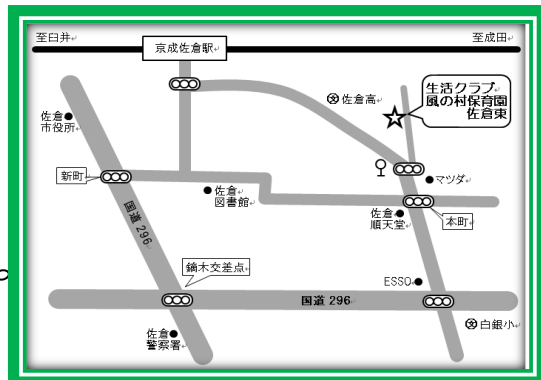 至臼井
京成佐倉駅
至成田
生活クラブ
風の村保育園
佐倉東
文佐倉高
佐倉
市役所
マツダ
新町
佐倉
図書館
佐倉
順天堂
本町
国道296
鏑木交差点
ESSO
国道 296
文白銀小
佐倉
警察署